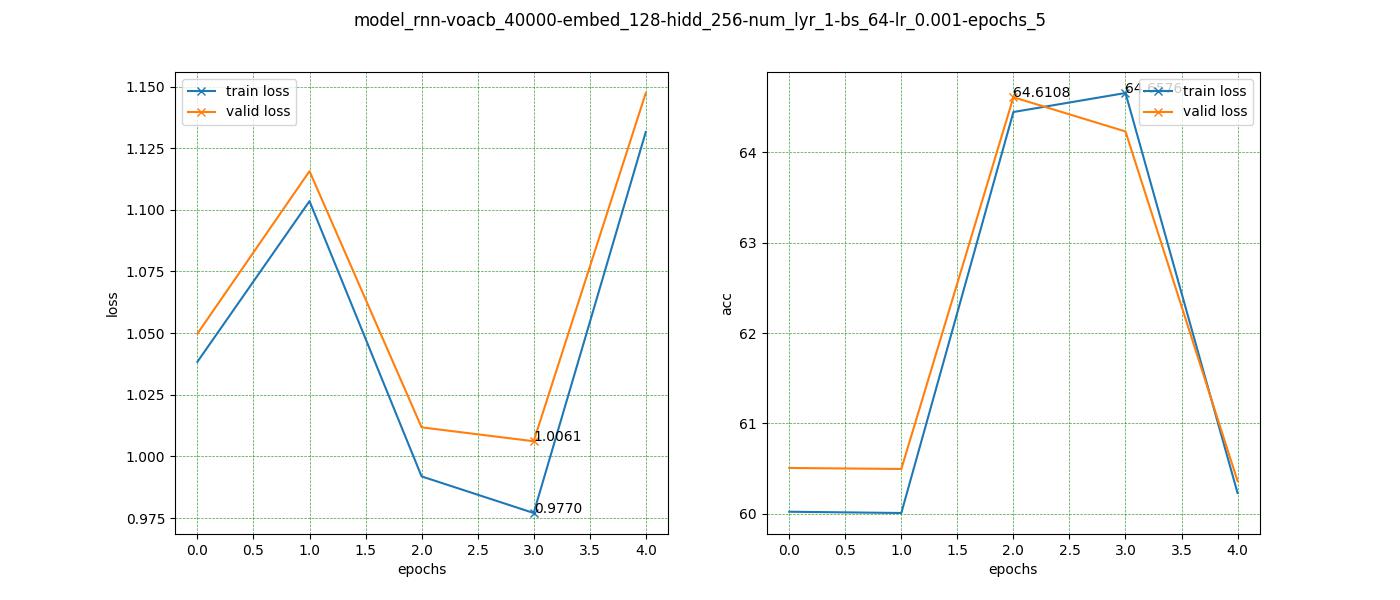 model_rnn-voacb_40000-embed_128-hidd_256-num_lyr_1-bs_64-lr_0.001-epochs_5
train loss
valid loss
1.150
1.125
1.100
1.075
1.050
1.025
1.000
0.975
loss
1.0061
0.9770
0.0 0.5 1.0 1.5 2.0 2.5 3.0 3.5 4.0
epochs
64.6108
train loss
valid loss
64
63
62
61
60
acc
0.0 0.5 1.0 1.5 2.0 2.5 3.0 3.5 4.0
epochs